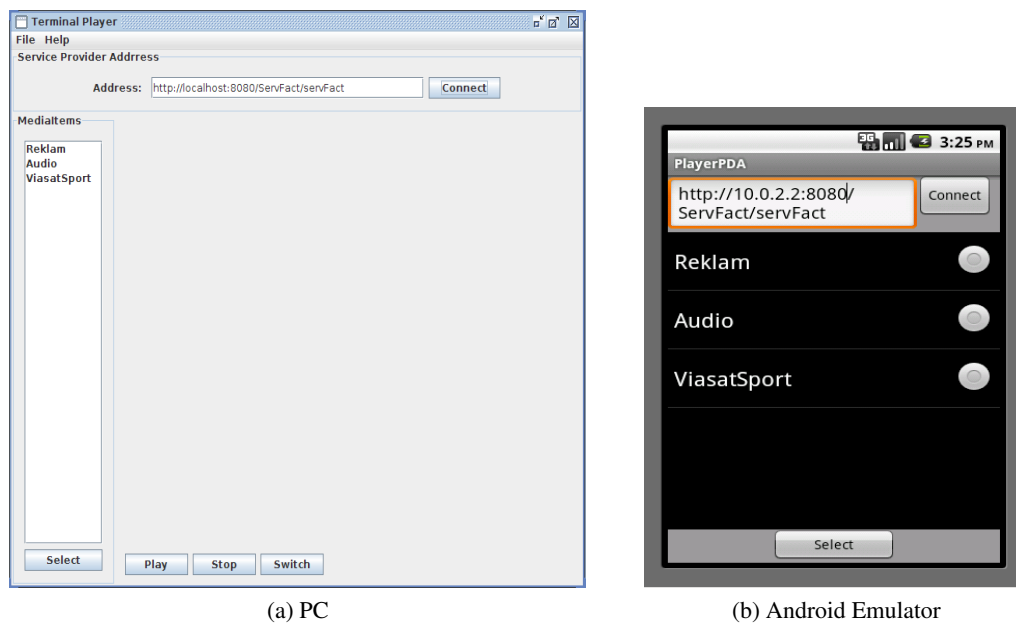 Terminal Player
File Help
Service Provider Addrress
Address: http://localhost:8080/ServFact/servFact Connect
MediaItems
Reklam
Audio
ViasatSport
Select
Play Stop Switch
(a) PC
3G 3:25 PM
PlayerPDA
http://10.0.2.2:8080/
ServFact/servFact
Connect
Reklam
Audio
ViasatSport
Select
(b) Android Emulator